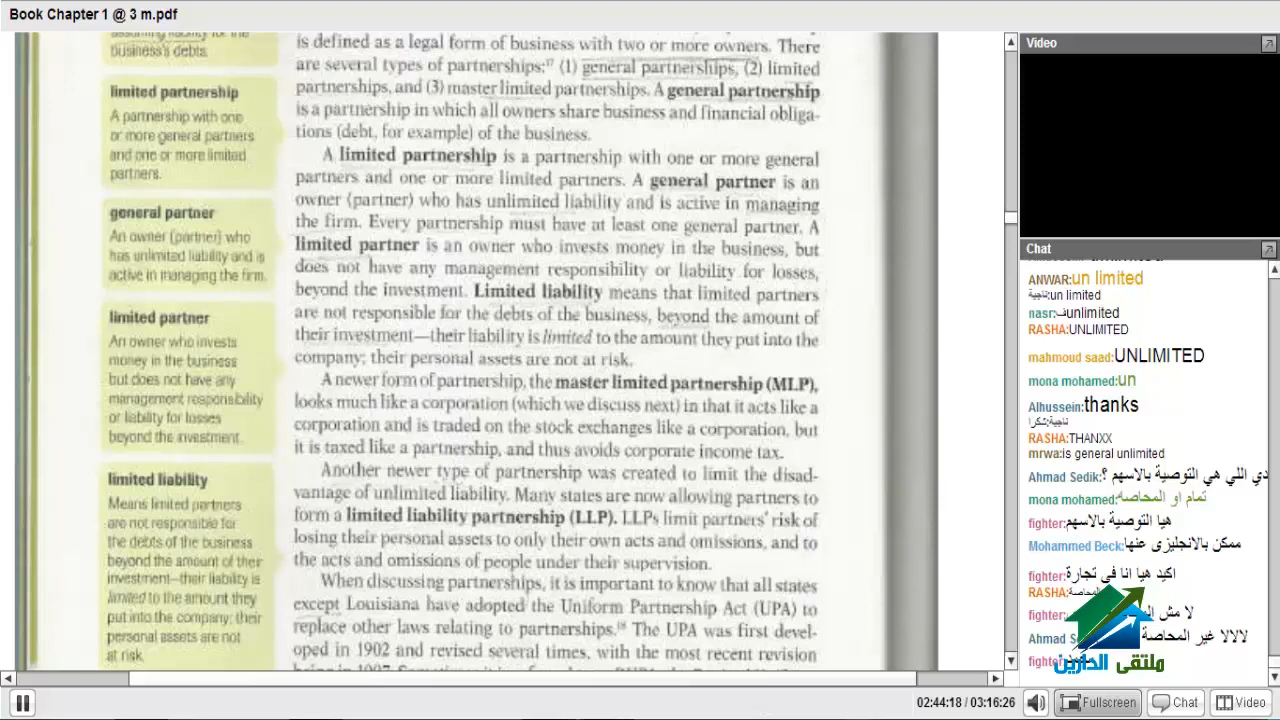 Book Chapter 1 @ 3 m.pdf
assuming liability for the
business's debts.
limited partnership
A partnership with one
or more general partners
and one or more limited
partners.
general partner
An owner (partner) who
has unlimited liability and is
active in managing the firm.
limited partner
An owner who invests
money in the business
but does not have any
management responsibility
or liability for losses
beyond the investment.
limited liability
Means limited partners
are not responsible for
the debts of the business
beyond the amount of their
investment—their liability is
limited to the amount they
put into the company; their
personal assets are not
at risk.
is defined as a legal form of business with two or more owners. There
are several types of partnerships:17 (1) general partnerships, (2) limited
partnerships, and (3) master limited partnerships. A general partnership
is a partnership in which all owners share business and financial obliga-
tions (debt, for example) of the business.
A limited partnership is a partnership with one or more general
partners and one or more limited partners. A general partner is an
owner (partner) who has unlimited liability and is active in managing
the firm. Every partnership must have at least one general partner. A
limited partner is an owner who invests money in the business, but
does not have any management responsibility or liability for losses,
beyond the investment. Limited liability means that limited partners
are not responsible for the debts of the business, beyond the amount of
their investment—their liability is limited to the amount they put into the
company; their personal assets are not at risk.
A newer form of partnership, the master limited partnership (MLP),
looks much like a corporation (which we discuss next) in that it acts like a
corporation and is traded on the stock exchanges like a corporation, but
it is taxed like a partnership, and thus avoids corporate income tax.
Another newer type of partnership was created to limit the disad-
vantage of unlimited liability. Many states are now allowing partners to
form a limited liability partnership (LLP). LLPs limit partners' risk of
losing their personal assets to only their own acts and omissions, and to
the acts and omissions of people under their supervision.
When discussing partnerships, it is important to know that all states
except Louisiana have adopted the Uniform Partnership Act (UPA) to
replace other laws relating to partnerships.18 The UPA was first devel-
oped in 1902 and revised several times, with the most recent revision
Video
Chat
ANWAR:un limited
ناجية:un limited
nasr:فunlimited
RASHA:UNLIMITED
mahmoud saad:UNLIMITED
mona mohamed:un
Alhussein:thanks
ناجية:شكرا
RASHA:THANXX
mrwa:is general unlimited
Ahmad Sedik:دي اللي هي التوصية بالاسهم ؟
mona mohamed:تمام او المحاصه
fighter:هيا التوصية بالاسهم
Mohammed Beck:ممكن بالانجليزى عنها
fighter:اكيد هيا انا فى تجارة
RASHA:المحاصة
fighter:لا مش
Ahmad Se لالالا غير المحاصة
fighter
ملتقى الدارين
02:44:18 / 03:16:26
Fullscreen
Chat
Video